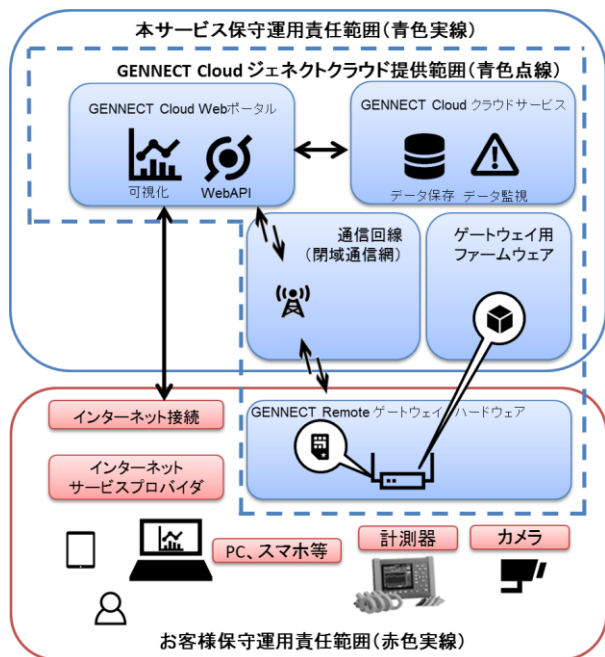 本サービス保守運用責任範囲(青色実線)
GENNECT Cloud ジェネクトクラウド提供範囲(青色点線)
GENNECT Cloud Webポータル
GENNECT Cloud クラウドサービス
可視化
WebAPI
データ保存
データ監視
通信回線
(閉域通信網)
ゲートウェイ用
ファームウェア
インターネット接続
GENNECT Remote ゲートウェイ ハードウェア
インターネット
サービスプロバイダ
PC、スマホ等
計測器
カメラ
お客様保守運用責任範囲(赤色実線)